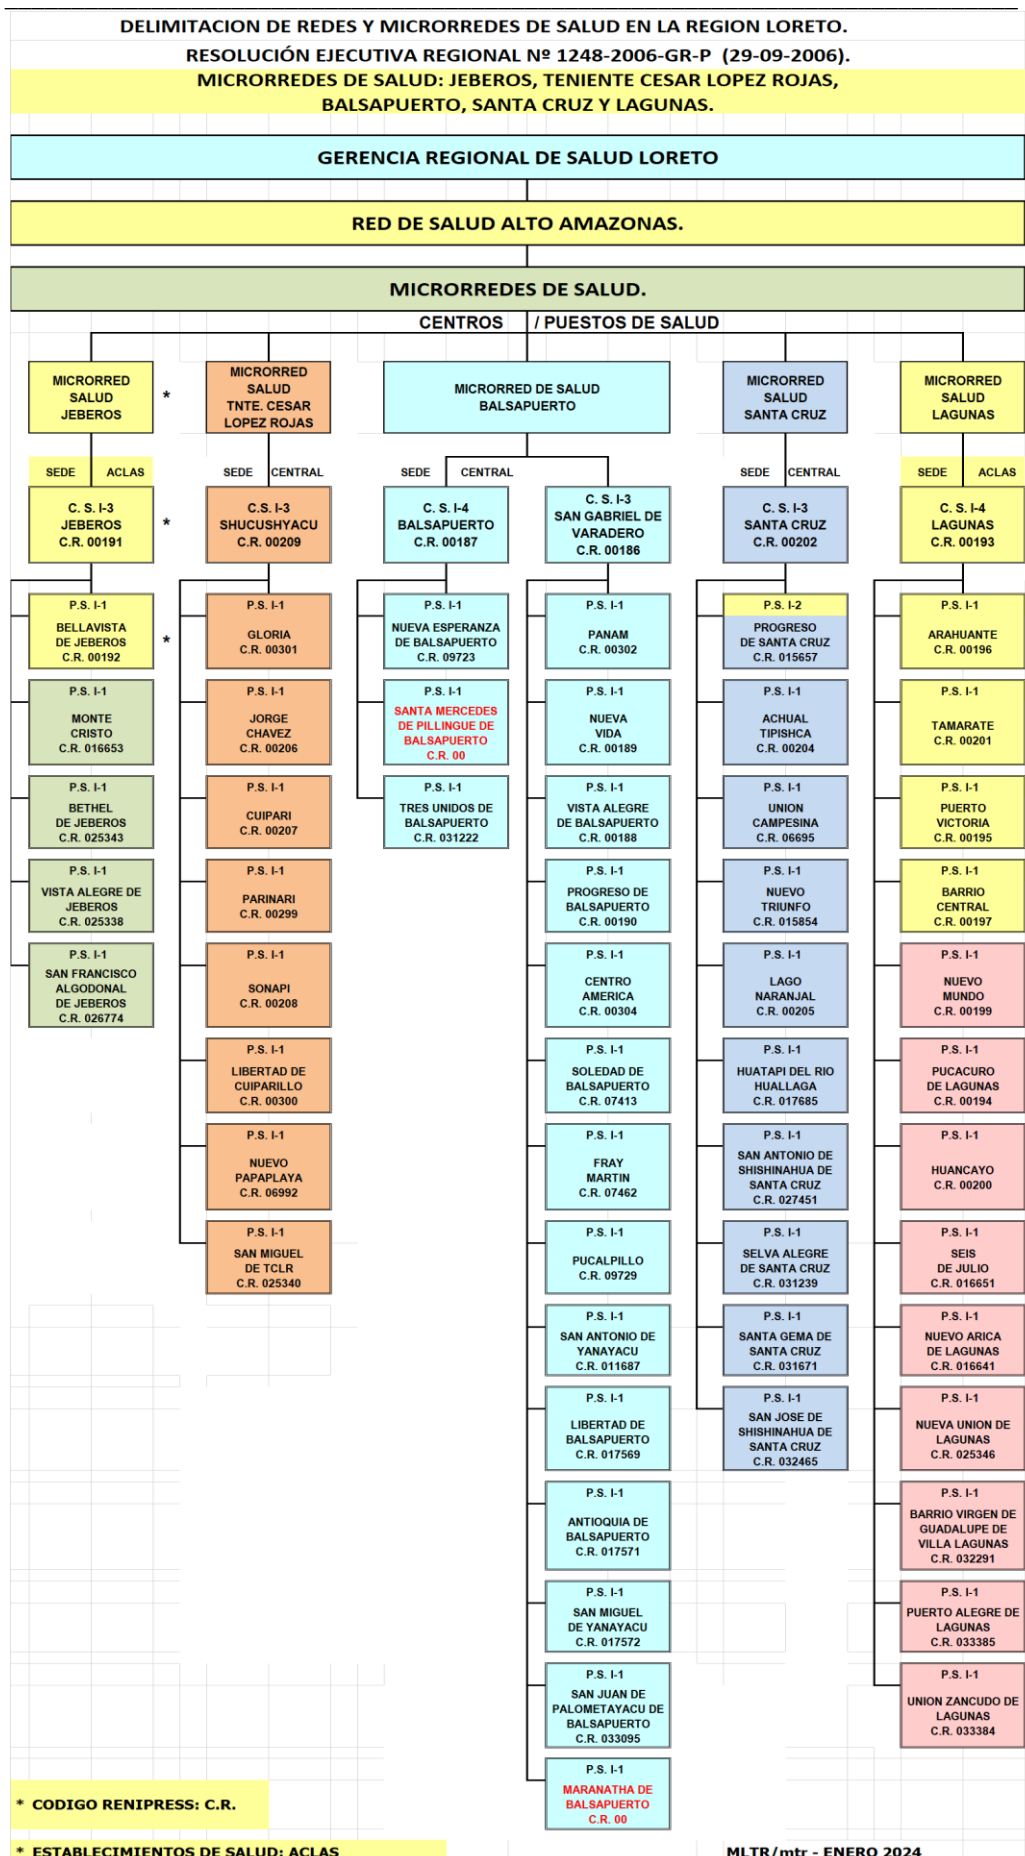 DELIMITACION DE REDES Y MICRORREDES DE SALUD EN LA REGION LORETO.
RESOLUCIÓN EJECUTIVA REGIONAL Nº 1248-2006-GR-P (29-09-2006).
MICRORREDES DE SALUD: JEBEROS, TENIENTE CESAR LOPEZ ROJAS,
BALSAPUERTO, SANTA CRUZ Y LAGUNAS.
GERENCIA REGIONAL DE SALUD LORETO
RED DE SALUD ALTO AMAZONAS.
MICRORREDES DE SALUD.
CENTROS / PUESTOS DE SALUD
MICRORRED
SALUD
JEBEROS
*
SEDE ACLAS
C. S. I-3
JEBEROS
C.R. 00191
*
P.S. I-1
BELLAVISTA
DE JEBEROS
C.R. 00192
*
P.S. I-1
MONTE
CRISTO
C.R. 016653
P.S. I-1
BETHEL
DE JEBEROS
C.R. 025343
P.S. I-1
VISTA ALEGRE DE
JEBEROS
C.R. 025338
P.S. I-1
SAN FRANCISCO
ALGODONAL
DE JEBEROS
C.R. 026774
MICRORRED
SALUD
TNTE. CESAR
LOPEZ ROJAS
SEDE CENTRAL
C.S. I-3
SHUCUSHYACU
C.R. 00209
P.S. I-1
GLORIA
C.R. 00301
P.S. I-1
JORGE
CHAVEZ
C.R. 00206
P.S. I-1
CUIPARI
C.R. 00207
P.S. I-1
PARINARI
C.R. 00299
P.S. I-1
SONAPI
C.R. 00208
P.S. I-1
LIBERTAD DE
CUIPARILLO
C.R. 00300
P.S. I-1
NUEVO
PAPAPLAYA
C.R. 06992
P.S. I-1
SAN MIGUEL
DE TCLR
C.R. 025340
MICRORRED DE SALUD
BALSAPUERTO
SEDE CENTRAL
C.S. I-4
BALSAPUERTO
C.R. 00187
P.S. I-1
NUEVA ESPERANZA
DE BALSAPUERTO
C.R. 09723
P.S. I-1
SANTA MERCEDES
DE PILLINGUE DE
BALSAPUERTO
C.R. 00
P.S. I-1
TRES UNIDOS DE
BALSAPUERTO
C.R. 031222
C. S. I-3
SAN GABRIEL DE
VARADERO
C.R. 00186
P.S. I-1
PANAM
C.R. 00302
P.S. I-1
NUEVA
VIDA
C.R. 00189
P.S. I-1
VISTA ALEGRE
DE BALSAPUERTO
C.R. 00188
P.S. I-1
PROGRESO DE
BALSAPUERTO
C.R. 00190
P.S. I-1
CENTRO
AMERICA
C.R. 00304
P.S. I-1
SOLEDAD DE
BALSAPUERTO
C.R. 07413
P.S. I-1
FRAY
MARTIN
C.R. 07462
P.S. I-1
PUCALPILLO
C.R. 09729
P.S. I-1
SAN ANTONIO DE
YANAYACU
C.R. 011687
P.S. I-1
LIBERTAD DE
BALSAPUERTO
C.R. 017569
P.S. I-1
ANTIOQUIA DE
BALSAPUERTO
C.R. 017571
P.S. I-1
SAN MIGUEL
DE YANAYACU
C.R. 017572
P.S. I-1
SAN JUAN DE
PALOMETAYACU DE
BALSAPUERTO
C.R. 033095
P.S. I-1
MARANATHA DE
BALSAPUERTO
C.R. 00
MICRORRED
SALUD
SANTA CRUZ
SEDE CENTRAL
C.S. I-3
SANTA CRUZ
C.R. 00202
P.S. I-2
PROGRESO
DE SANTA CRUZ
C.R. 015657
P.S. I-1
ACHUAL
TIPISHCA
C.R. 00204
P.S. I-1
UNION
CAMPESINA
C.R. 06695
P.S. I-1
NUEVO
TRIUNFO
C.R. 015854
P.S. I-1
LAGO
NARANJAL
C.R. 00205
P.S. I-1
HUATAPI DEL RIO
HUALLAGA
C.R. 017685
P.S. I-1
SAN ANTONIO DE
SHISHINAHUA DE
SANTA CRUZ
C.R. 027451
P.S. I-1
SELVA ALEGRE
DE SANTA CRUZ
C.R. 031239
P.S. I-1
SANTA GEMA DE
SANTA CRUZ
C.R. 031671
P.S. I-1
SAN JOSE DE
SHISHINAHUA DE
SANTA CRUZ
C.R. 032465
MICRORRED
SALUD
LAGUNAS
SEDE ACLAS
C.S. I-4
LAGUNAS
C.R. 00193
P.S. I-1
ARAHUANTE
C.R. 00196
P.S. I-1
TAMARATE
C.R. 00201
P.S. I-1
PUERTO
VICTORIA
C.R. 00195
P.S. I-1
BARRIO
CENTRAL
C.R. 00197
P.S. I-1
NUEVO
MUNDO
C.R. 00199
P.S. I-1
PUCACURO
DE LAGUNAS
C.R. 00194
P.S. I-1
HUANCAYO
C.R. 00200
P.S. I-1
SEIS
DE JULIO
C.R. 016651
P.S. I-1
NUEVO ARICA
DE LAGUNAS
C.R. 016641
P.S. I-1
NUEVA UNION DE
LAGUNAS
C.R. 025346
P.S. I-1
BARRIO VIRGEN DE
GUADALUPE DE
VILLA LAGUNAS
C.R. 032291
P.S. I-1
PUERTO ALEGRE DE
LAGUNAS
C.R. 033385
P.S. I-1
UNION ZANCUDO DE
LAGUNAS
C.R. 033384
* CODIGO RENIPRESS: C.R.
* ESTABLECIMIENTOS DE SALUD: ACLAS
MLTR/mtr - ENERO 2024